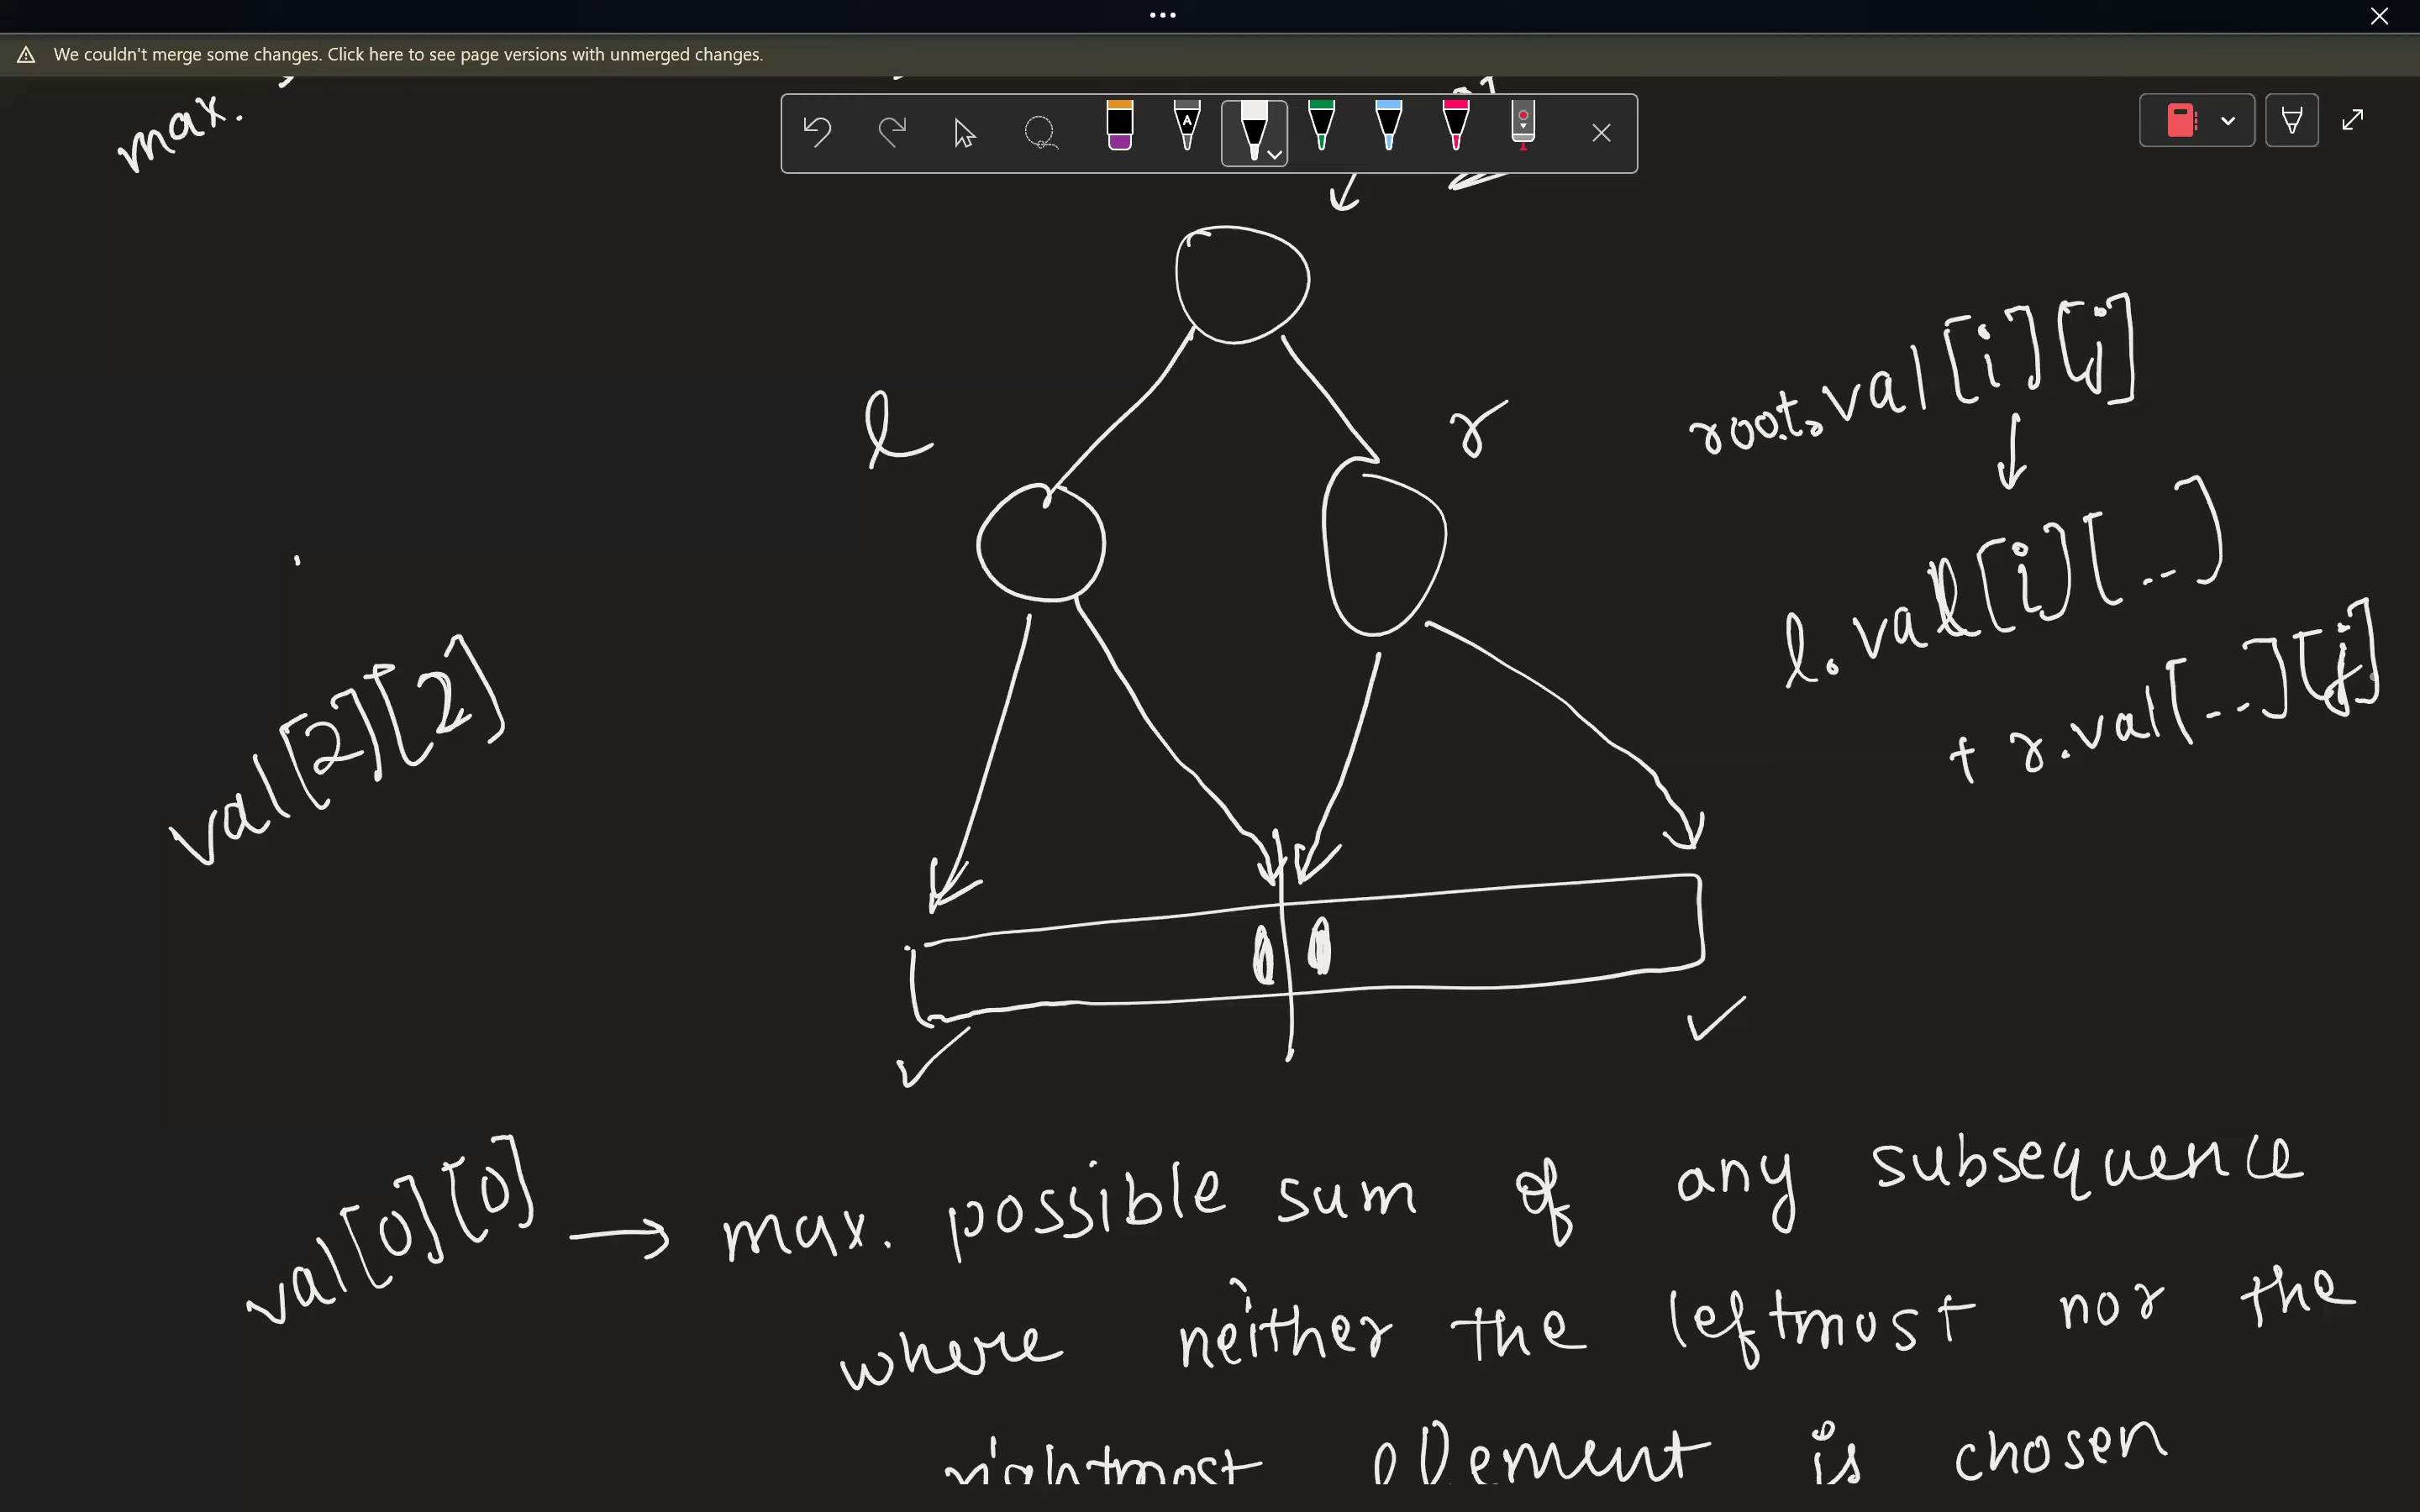 We couldn't merge some changes. Click here to see page versions with unmerged changes.
max.
A
l
r
root.val[i][j]
l.val[i][..]
+ r.val[..][j]
val[2][2]
val[0][0] → max. possible sum of any subsequence
where neither the leftmost nor the
rightmost element is chosen